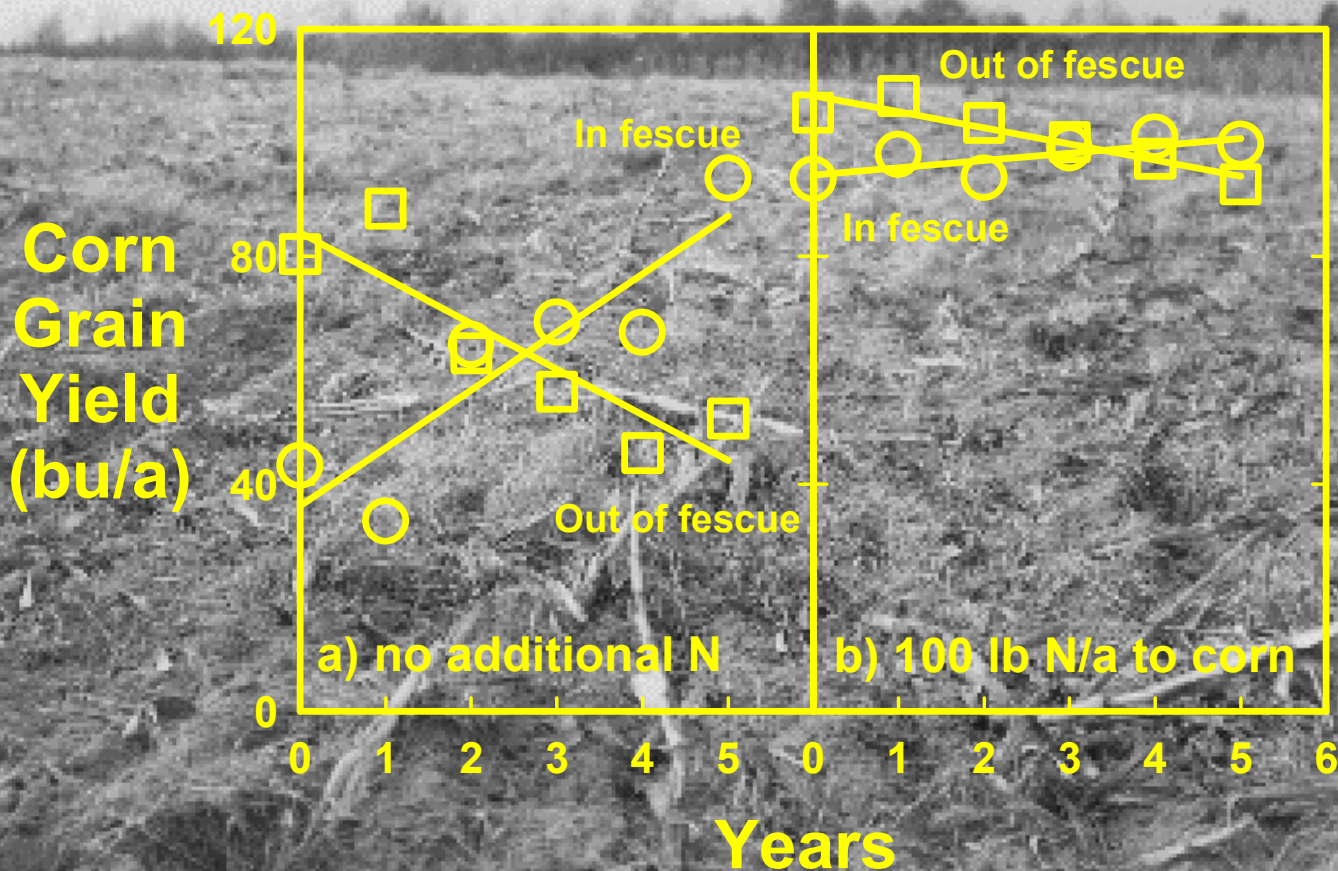 120
80
40
0
Corn
Grain
Yield
(bu/a)
In fescue
Out of fescue
a) no additional N
Out of fescue
In fescue
b) 100 lb N/a to corn
0 1 2 3 4 5 0 1 2 3 4 5 6
Years